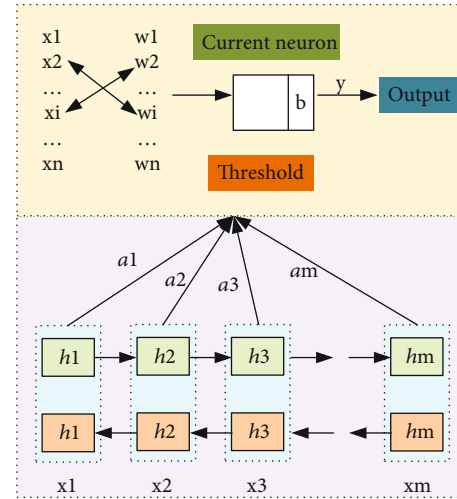 x1 w1 Current neuron
x2 w2
... ... b y Output
xi wi
... ...
xn wn Threshold
a1 a2 a3 am
h1 h2 h3 hm
h1 h2 h3 hm
x1 x2 x3 xm